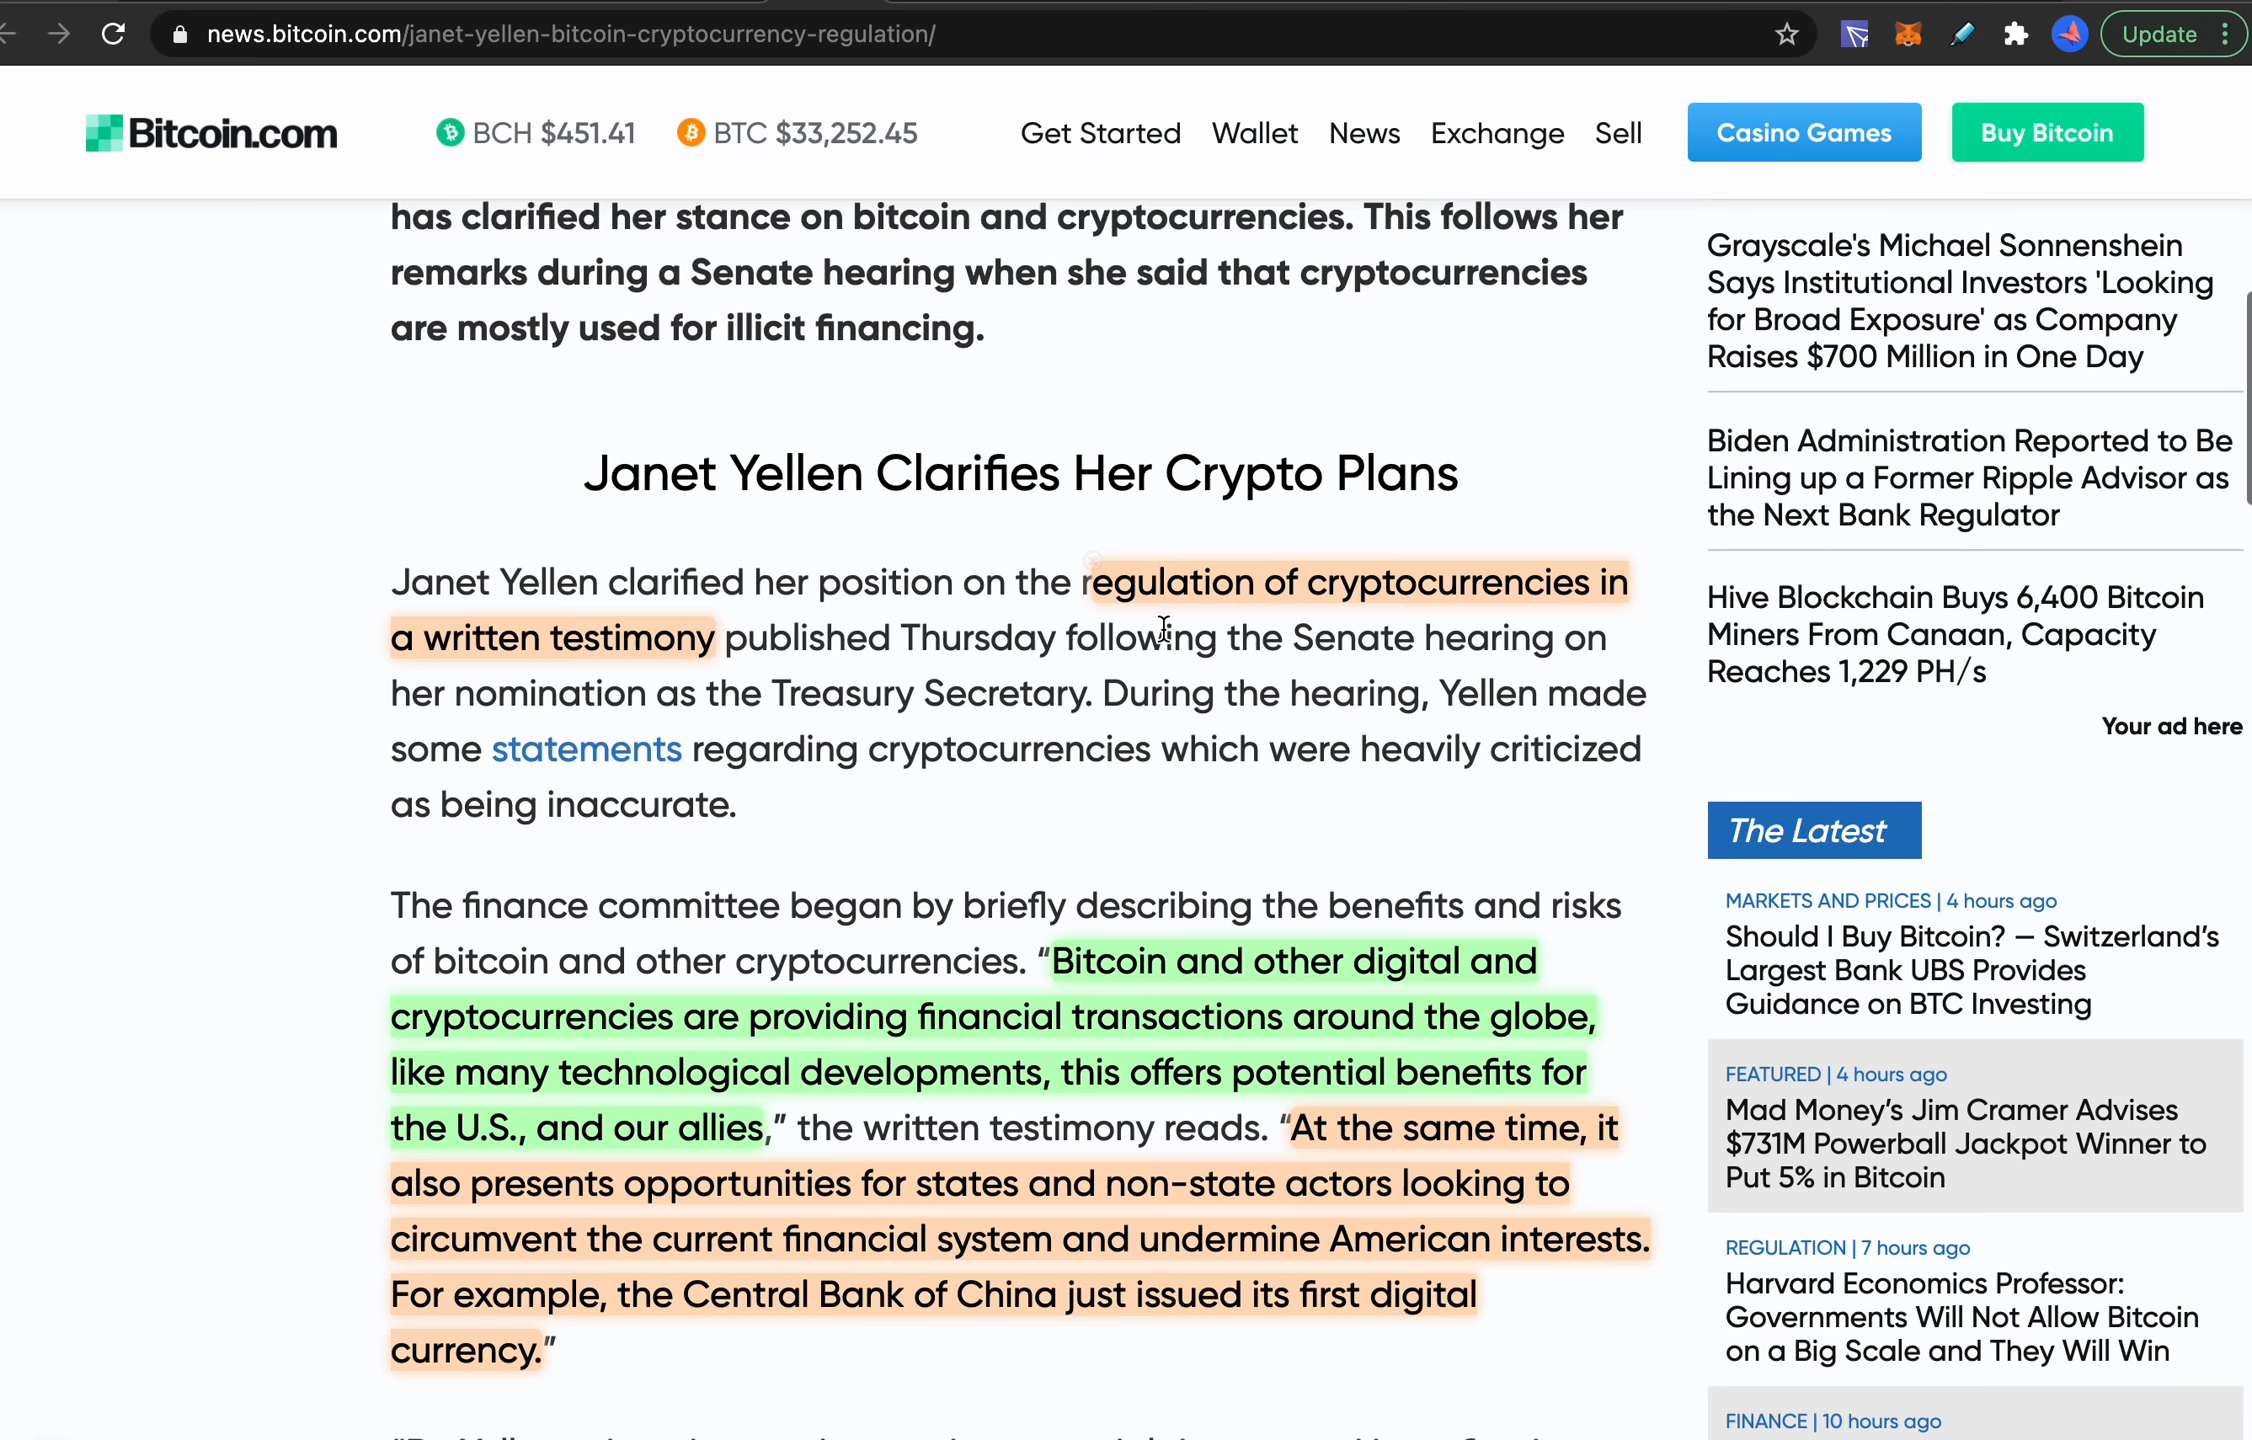 news.bitcoin.com/janet-yellen-bitcoin-cryptocurrency-regulation/
Update
Bitcoin.com
BCH $451.41
BTC $33,252.45
Get Started
Wallet
News
Exchange
Sell
Casino Games
Buy Bitcoin
has clarified her stance on bitcoin and cryptocurrencies. This follows her
remarks during a Senate hearing when she said that cryptocurrencies
are mostly used for illicit financing.
Janet Yellen Clarifies Her Crypto Plans
Janet Yellen clarified her position on the regulation of cryptocurrencies in
a written testimony published Thursday following the Senate hearing on
her nomination as the Treasury Secretary. During the hearing, Yellen made
some statements regarding cryptocurrencies which were heavily criticized
as being inaccurate.
The finance committee began by briefly describing the benefits and risks
of bitcoin and other cryptocurrencies. “Bitcoin and other digital and
cryptocurrencies are providing financial transactions around the globe,
like many technological developments, this offers potential benefits for
the U.S., and our allies,” the written testimony reads. “At the same time, it
also presents opportunities for states and non-state actors looking to
circumvent the current financial system and undermine American interests.
For example, the Central Bank of China just issued its first digital
currency.”
Grayscale's Michael Sonnenshein
Says Institutional Investors 'Looking
for Broad Exposure' as Company
Raises $700 Million in One Day
Biden Administration Reported to Be
Lining up a Former Ripple Advisor as
the Next Bank Regulator
Hive Blockchain Buys 6,400 Bitcoin
Miners From Canaan, Capacity
Reaches 1,229 PH/s
Your ad here
The Latest
MARKETS AND PRICES | 4 hours ago
Should I Buy Bitcoin? — Switzerland’s
Largest Bank UBS Provides
Guidance on BTC Investing
FEATURED | 4 hours ago
Mad Money’s Jim Cramer Advises
$731M Powerball Jackpot Winner to
Put 5% in Bitcoin
REGULATION | 7 hours ago
Harvard Economics Professor:
Governments Will Not Allow Bitcoin
on a Big Scale and They Will Win
FINANCE | 10 hours ago